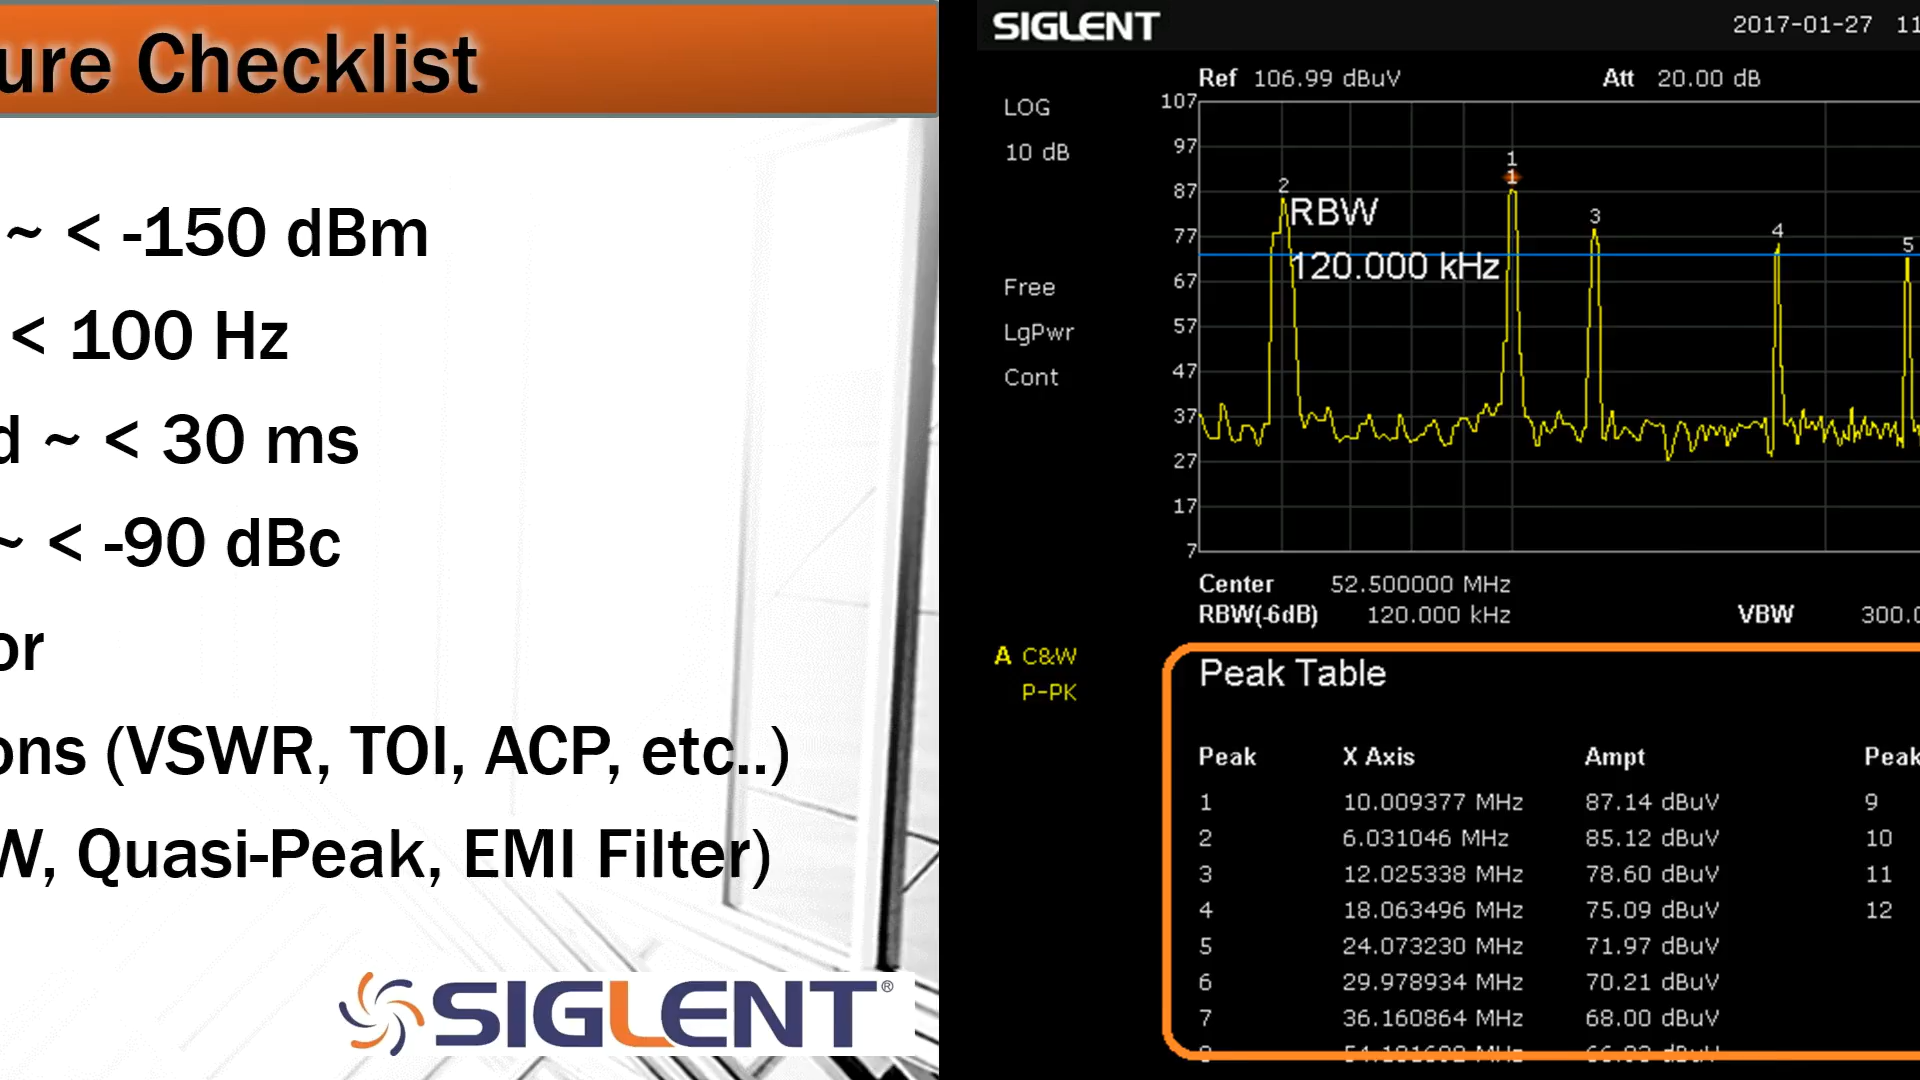 ure Checklist
~ < -150 dBm
< 100 Hz
d ~ < 30 ms
~ < -90 dBc
or
ons (VSWR, TOI, ACP, etc..)
W, Quasi-Peak, EMI Filter)
SIGLENT®
SIGLENT
2017-01-27 11
Ref 106.99 dBuV
Att 20.00 dB
LOG
10 dB
Free
LgPwr
Cont
107
97
87
77
67
57
47
37
27
17
7
1
1
2
3
4
5
RBW
120.000 kHz
Center 52.500000 MHz
RBW(-6dB) 120.000 kHz
VBW 300.0
A C&W
P-PK
Peak Table
Peak X Axis Ampt Peak
1 10.009377 MHz 87.14 dBuV 9
2 6.031046 MHz 85.12 dBuV 10
3 12.025338 MHz 78.60 dBuV 11
4 18.063496 MHz 75.09 dBuV 12
5 24.073230 MHz 71.97 dBuV
6 29.978934 MHz 70.21 dBuV
7 36.160864 MHz 68.00 dBuV